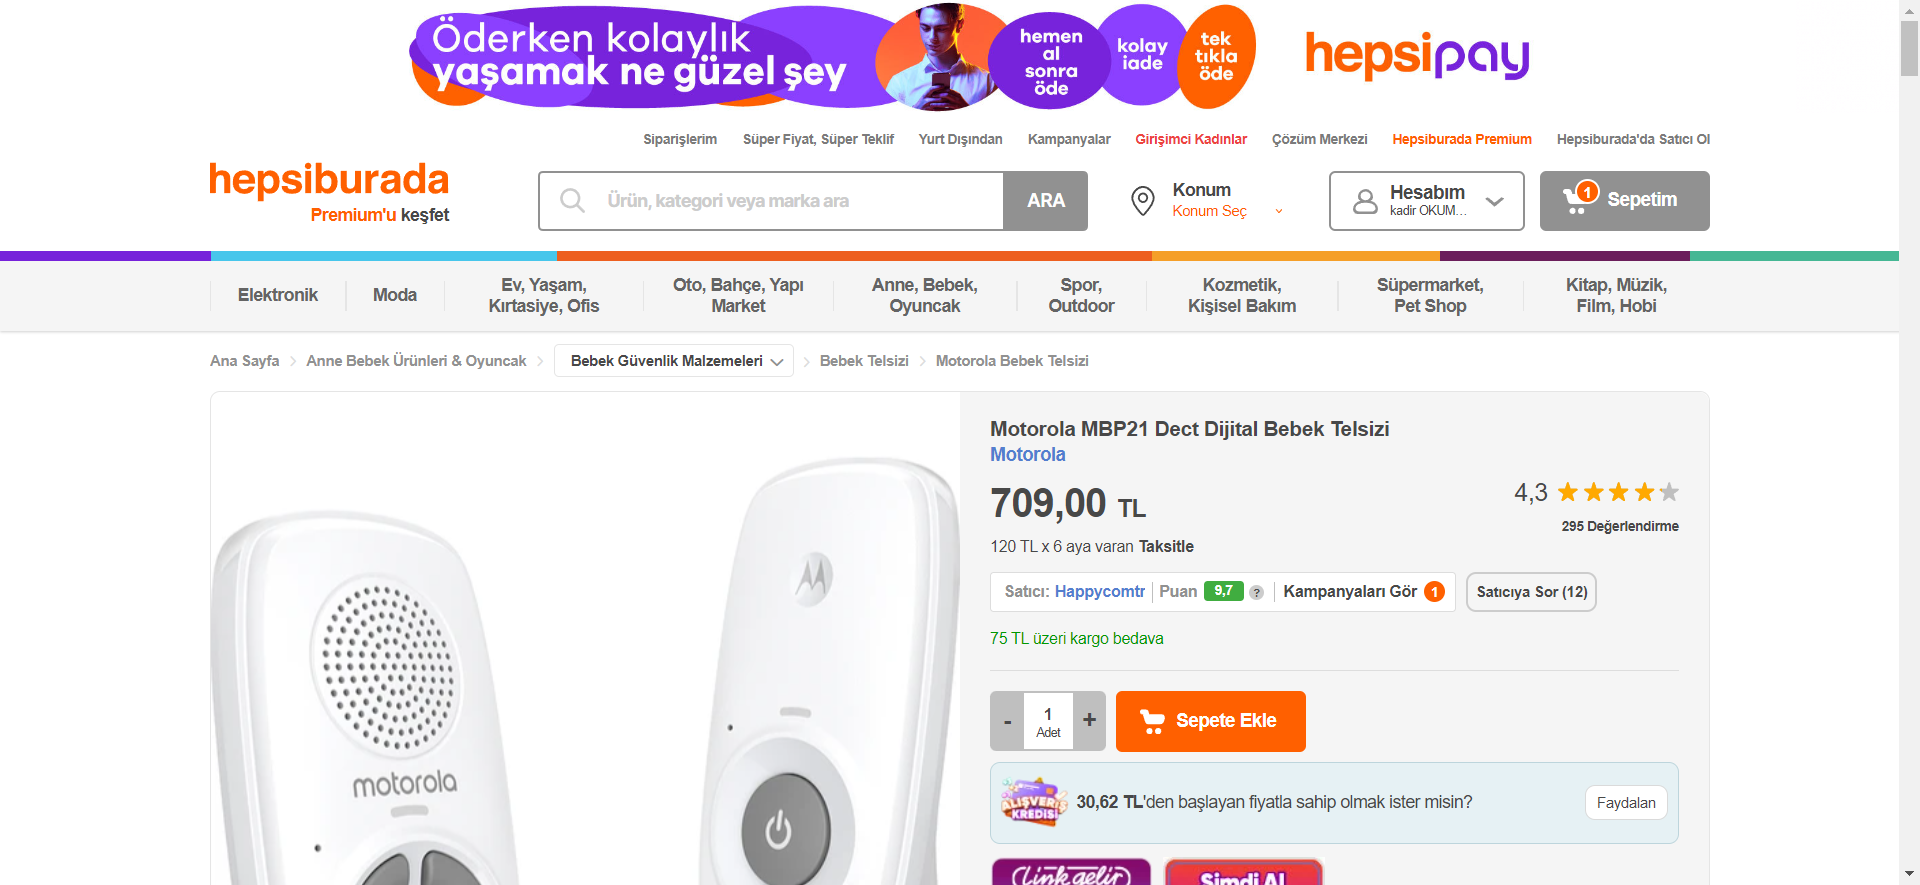 Öderken kolaylık
yaşamak ne güzel şey
hemen
al
sonra
öde
kolay
iade
tek
tıkla
öde
hepsipay
Siparişlerim
Süper Fiyat, Süper Teklif
Yurt Dışından
Kampanyalar
Girişimci Kadınlar
Çözüm Merkezi
Hepsiburada Premium
Hepsiburada'da Satıcı Ol
hepsiburada
Premium'u keşfet
Ürün, kategori veya marka ara
ARA
Konum
Konum Seç
Hesabım
kadir OKUM...
1
Sepetim
Elektronik
Moda
Ev, Yaşam,
Kırtasiye, Ofis
Oto, Bahçe, Yapı
Market
Anne, Bebek,
Oyuncak
Spor,
Outdoor
Kozmetik,
Kişisel Bakım
Süpermarket,
Pet Shop
Kitap, Müzik,
Film, Hobi
Ana Sayfa
Anne Bebek Ürünleri & Oyuncak
Bebek Güvenlik Malzemeleri
Bebek Telsizi
Motorola Bebek Telsizi
Motorola MBP21 Dect Dijital Bebek Telsizi
Motorola
709,00 TL
4,3
295 Değerlendirme
120 TL x 6 aya varan Taksitle
Satıcı: Happycomtr
Puan 9,7 ?
Kampanyaları Gör 1
Satıcıya Sor (12)
75 TL üzeri kargo bedava
- 1 +
Adet
Sepete Ekle
ALIŞVERİŞ
KREDİSİ
30,62 TL'den başlayan fiyatla sahip olmak ister misin?
Faydalan
motorola
Link gelir
Şimdi Al